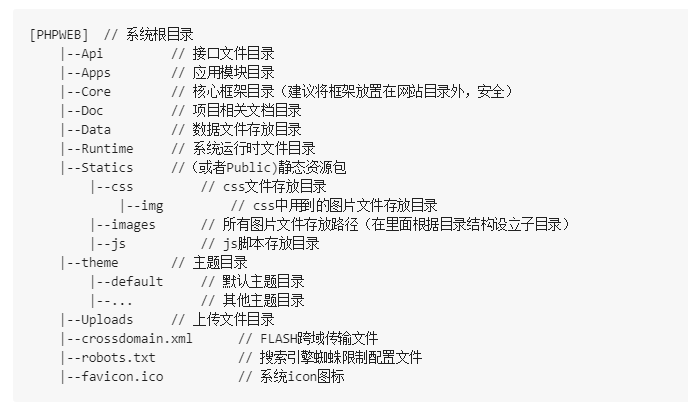 [PHPWEB]  // 系统根目录
    |--Api         // 接口文件目录
    |--Apps        // 应用模块目录
    |--Core        // 核心框架目录（建议将框架放置在网站目录外，安全）
    |--Doc         // 项目相关文档目录
    |--Data        // 数据文件存放目录
    |--Runtime     // 系统运行时文件目录
    |--Statics     //（或者Public)静态资源包
        |--css         // css文件存放目录
            |--img         // css中用到的图片文件存放目录
        |--images      // 所有图片文件存放路径（在里面根据目录结构设立子目录）
        |--js          // js脚本存放目录
    |--theme       // 主题目录
        |--default     // 默认主题目录
        |--...         // 其他主题目录
    |--Uploads     // 上传文件目录
    |--crossdomain.xml      // FLASH跨域传输文件
    |--robots.txt           // 搜索引擎蜘蛛限制配置文件
    |--favicon.ico          // 系统icon图标